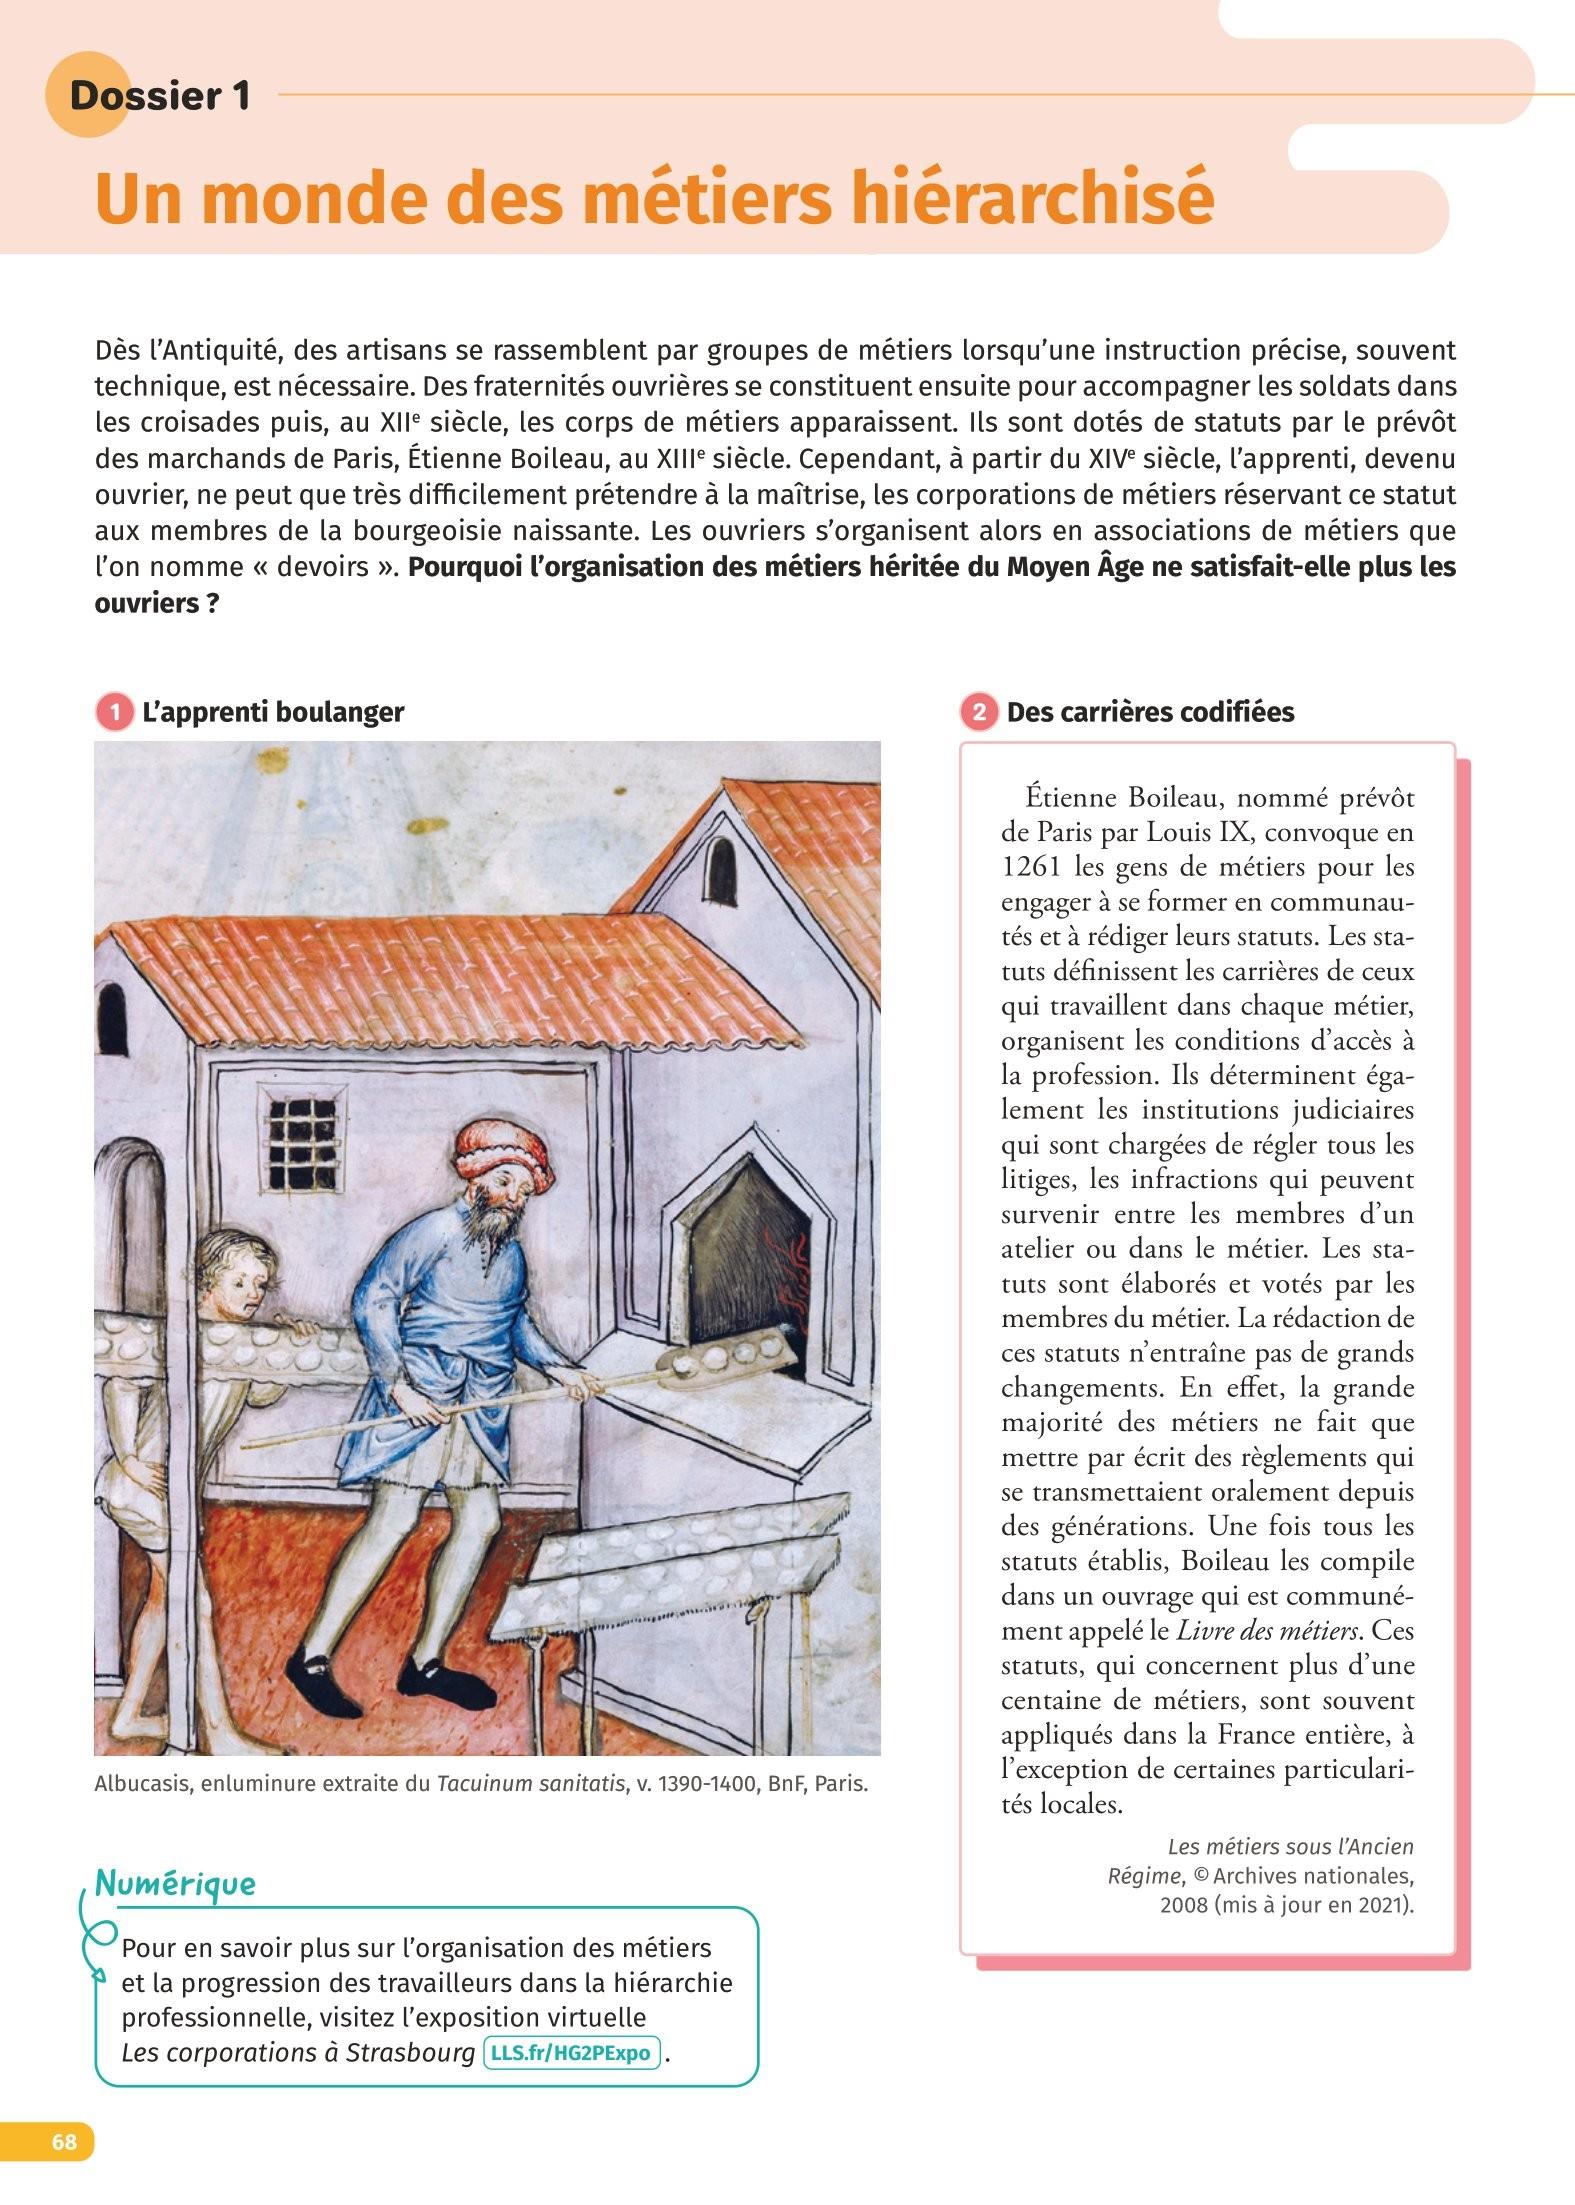 Dossier 1
Un monde des métiers hiérarchisé
Dès l’Antiquité, des artisans se rassemblent par groupes de métiers lorsqu’une instruction précise, souvent
technique, est nécessaire. Des fraternités ouvrières se constituent ensuite pour accompagner les soldats dans
les croisades puis, au XIIe siècle, les corps de métiers apparaissent. Ils sont dotés de statuts par le prévôt
des marchands de Paris, Étienne Boileau, au XIIIe siècle. Cependant, à partir du XIVe siècle, l’apprenti, devenu
ouvrier, ne peut que très difficilement prétendre à la maîtrise, les corporations de métiers réservant ce statut
aux membres de la bourgeoisie naissante. Les ouvriers s’organisent alors en associations de métiers que
l’on nomme « devoirs ». Pourquoi l’organisation des métiers héritée du Moyen Âge ne satisfait-elle plus les
ouvriers ?
1 L’apprenti boulanger
Albucasis, enluminure extraite du Tacuinum sanitatis, v. 1390-1400, BnF, Paris.
Numérique
Pour en savoir plus sur l’organisation des métiers
et la progression des travailleurs dans la hiérarchie
professionnelle, visitez l’exposition virtuelle
Les corporations à Strasbourg LLS.fr/HG2PExpo .
2 Des carrières codifiées
Étienne Boileau, nommé prévôt
de Paris par Louis IX, convoque en
1261 les gens de métiers pour les
engager à se former en communau-
tés et à rédiger leurs statuts. Les sta-
tuts définissent les carrières de ceux
qui travaillent dans chaque métier,
organisent les conditions d’accès à
la profession. Ils déterminent éga-
lement les institutions judiciaires
qui sont chargées de régler tous les
litiges, les infractions qui peuvent
survenir entre les membres d’un
atelier ou dans le métier. Les sta-
tuts sont élaborés et votés par les
membres du métier. La rédaction de
ces statuts n’entraîne pas de grands
changements. En effet, la grande
majorité des métiers ne fait que
mettre par écrit des règlements qui
se transmettaient oralement depuis
des générations. Une fois tous les
statuts établis, Boileau les compile
dans un ouvrage qui est communé-
ment appelé le Livre des métiers. Ces
statuts, qui concernent plus d’une
centaine de métiers, sont souvent
appliqués dans la France entière, à
l’exception de certaines particulari-
tés locales.
Les métiers sous l’Ancien
Régime, © Archives nationales,
2008 (mis à jour en 2021).
68